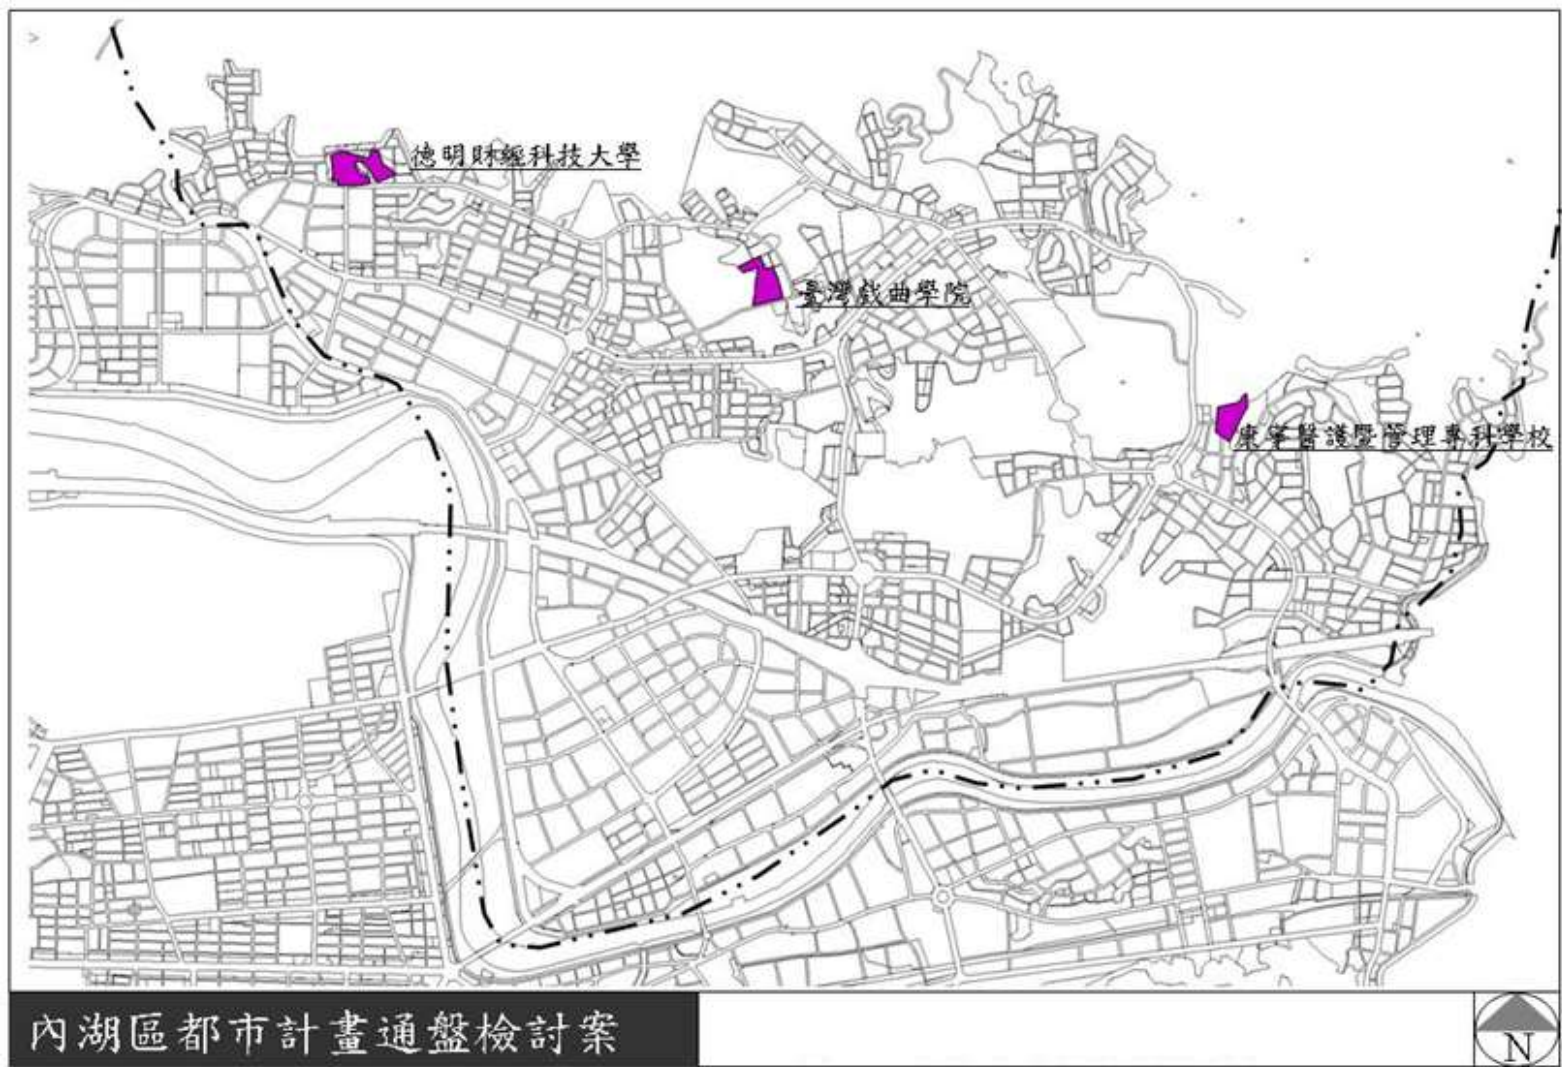 德明財經科技大學
臺灣戲曲學院
康寧醫護暨管理專科學校
內湖區都市計畫通盤檢討案
N